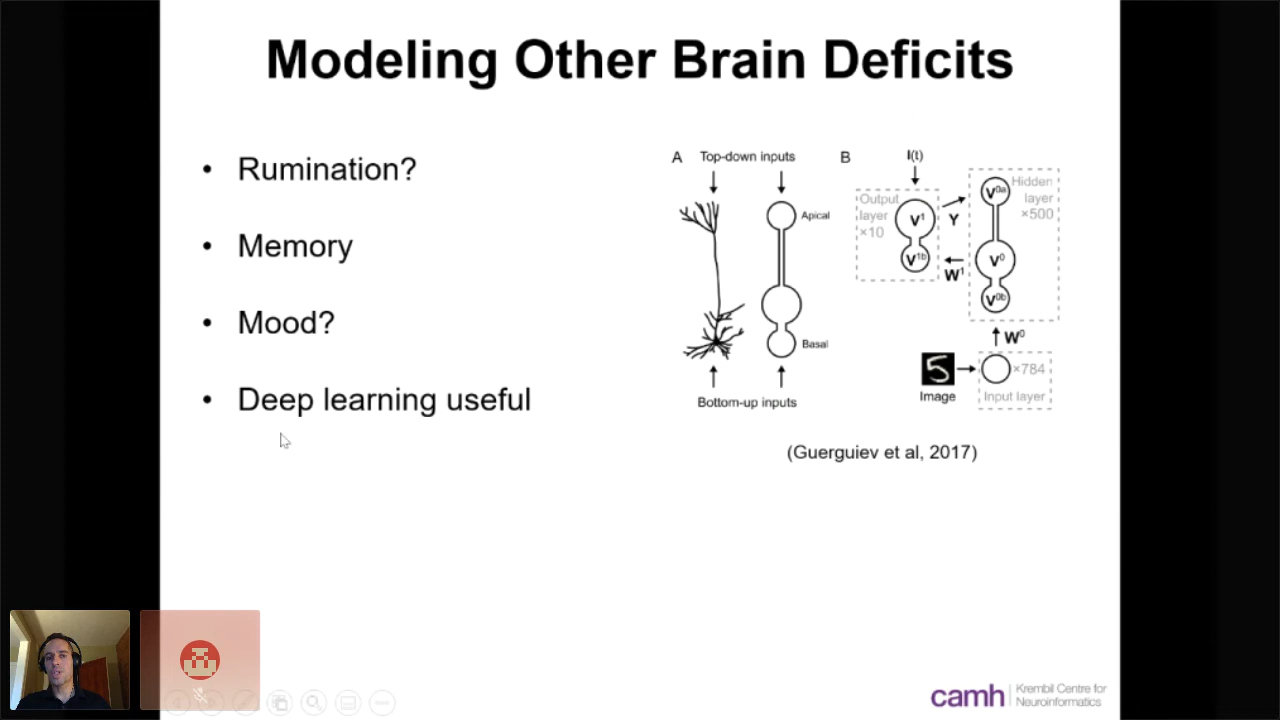 Modeling Other Brain Deficits
• Rumination?
• Memory
• Mood?
• Deep learning useful
A
Top-down inputs
Apical
Basal
Bottom-up inputs
B
I(t)
Output
layer
×10
V¹
V¹ᵇ
Y
W¹
Hidden
layer
×500
V⁰ᵃ
V⁰
V⁰ᵇ
W⁰
5
Image
×784
Input layer
(Guerguiev et al, 2017)
camh
Krembil Centre for
Neuroinformatics